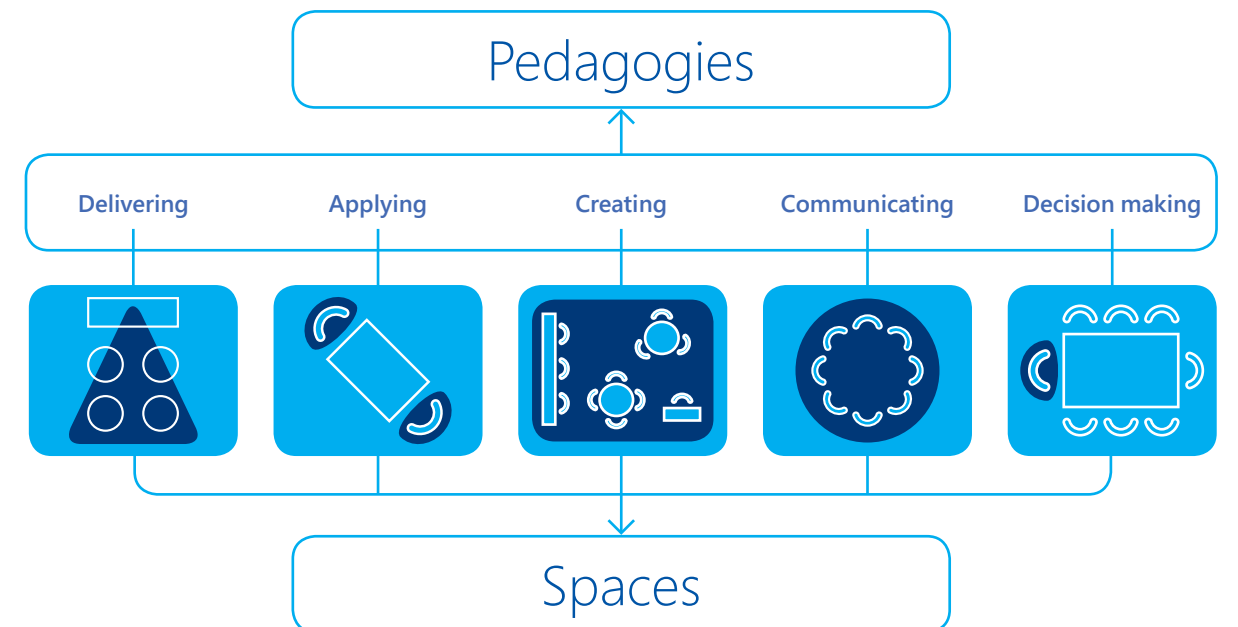 Pedagogies
Delivering
Applying
Creating
Communicating
Decision making
Spaces